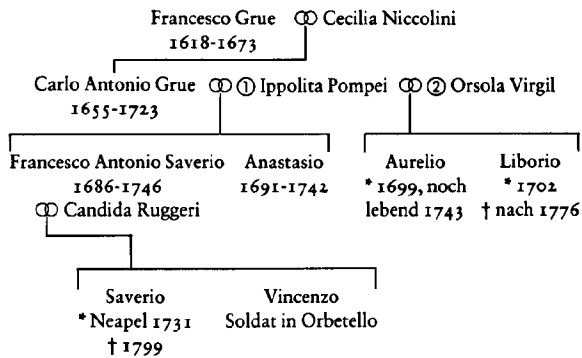 Francesco Grue ⚭ Cecilia Niccolini
1618-1673
Carlo Antonio Grue ⚭ ① Ippolita Pompei ⚭ ② Orsola Virgil
1655-1723
Francesco Antonio Saverio Anastasio Aurelio Liborio
1686-1746 1691-1742 * 1699, noch * 1702
⚭ Candida Ruggeri lebend 1743 † nach 1776
Saverio Vincenzo
* Neapel 1731 Soldat in Orbetello
† 1799